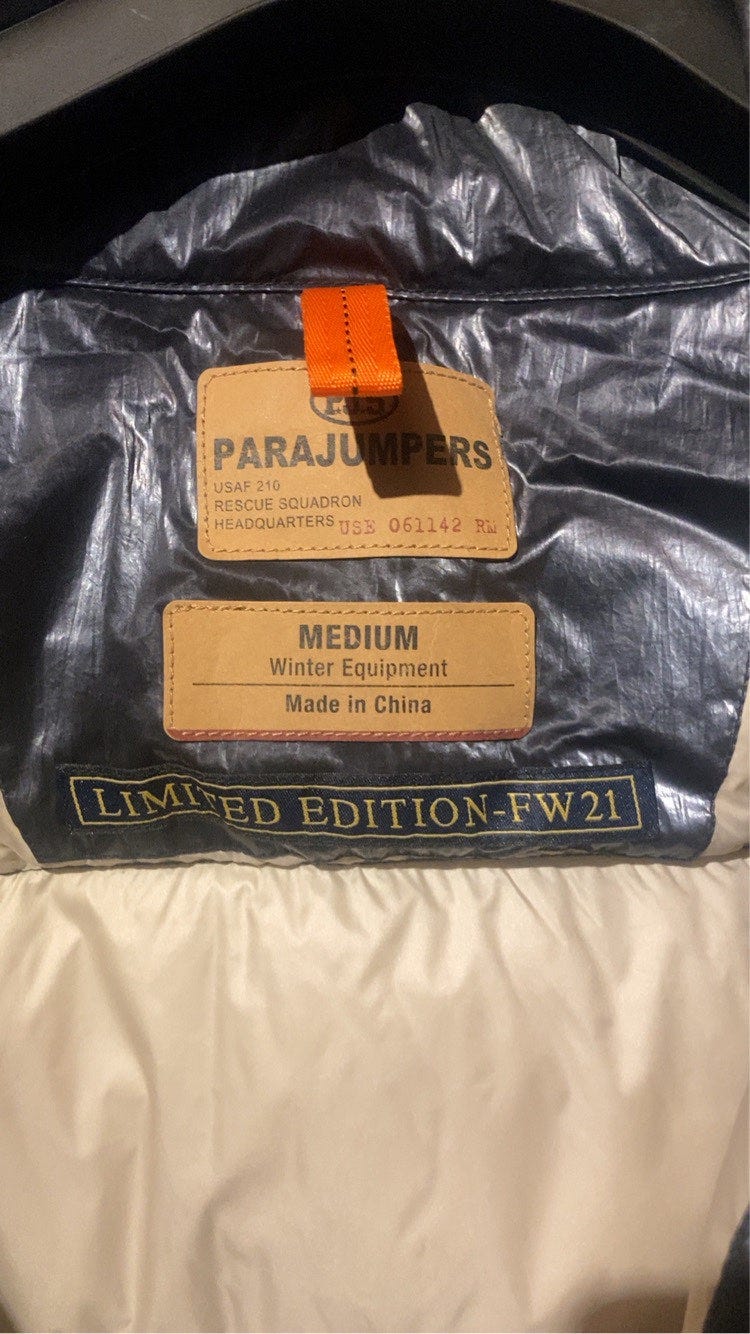 PARAJUMPERS
USAF 210
RESCUE SQUADRON
HEADQUARTERS USE 061142 RM
MEDIUM
Winter Equipment
Made in China
LIMITED EDITION-FW21